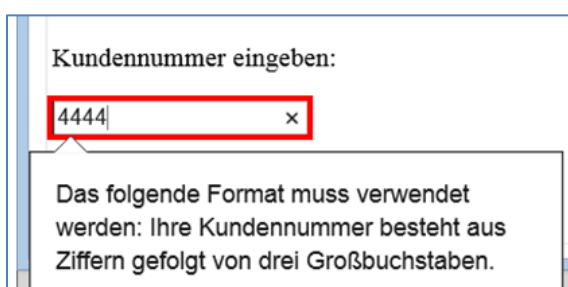 Kundennummer eingeben:
4444
Das folgende Format muss verwendet
werden: Ihre Kundennummer besteht aus
Ziffern gefolgt von drei Großbuchstaben.